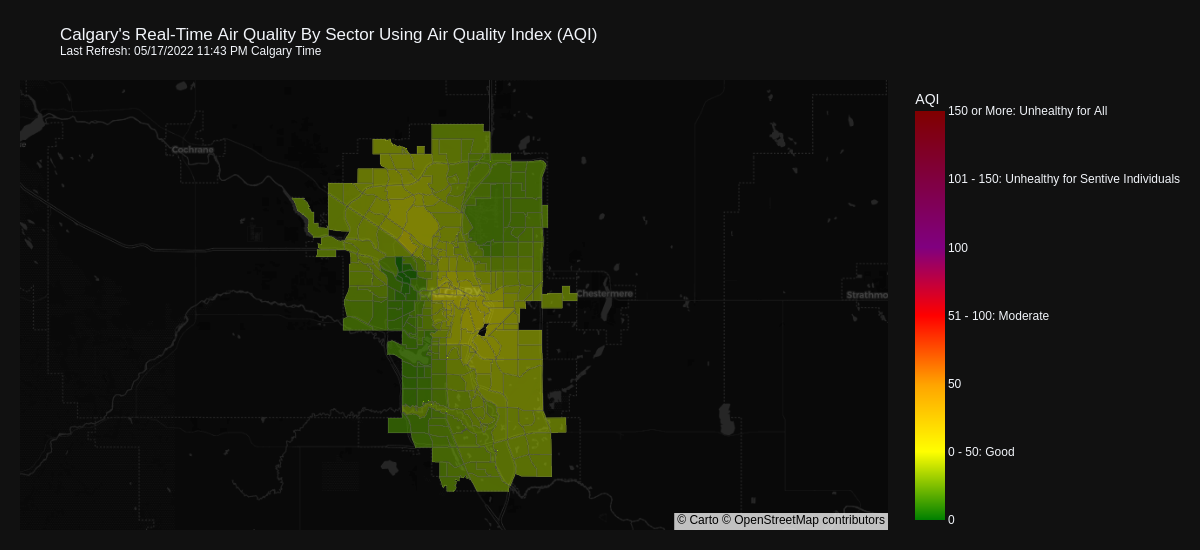 Calgary's Real-Time Air Quality By Sector Using Air Quality Index (AQI)
Last Refresh: 05/17/2022 11:43 PM Calgary Time
AQI
150 or More: Unhealthy for All
101 - 150: Unhealthy for Sentive Individuals
100
51 - 100: Moderate
50
0 - 50: Good
0
Cochrane
Chestermere
Strathmo
© Carto © OpenStreetMap contributors